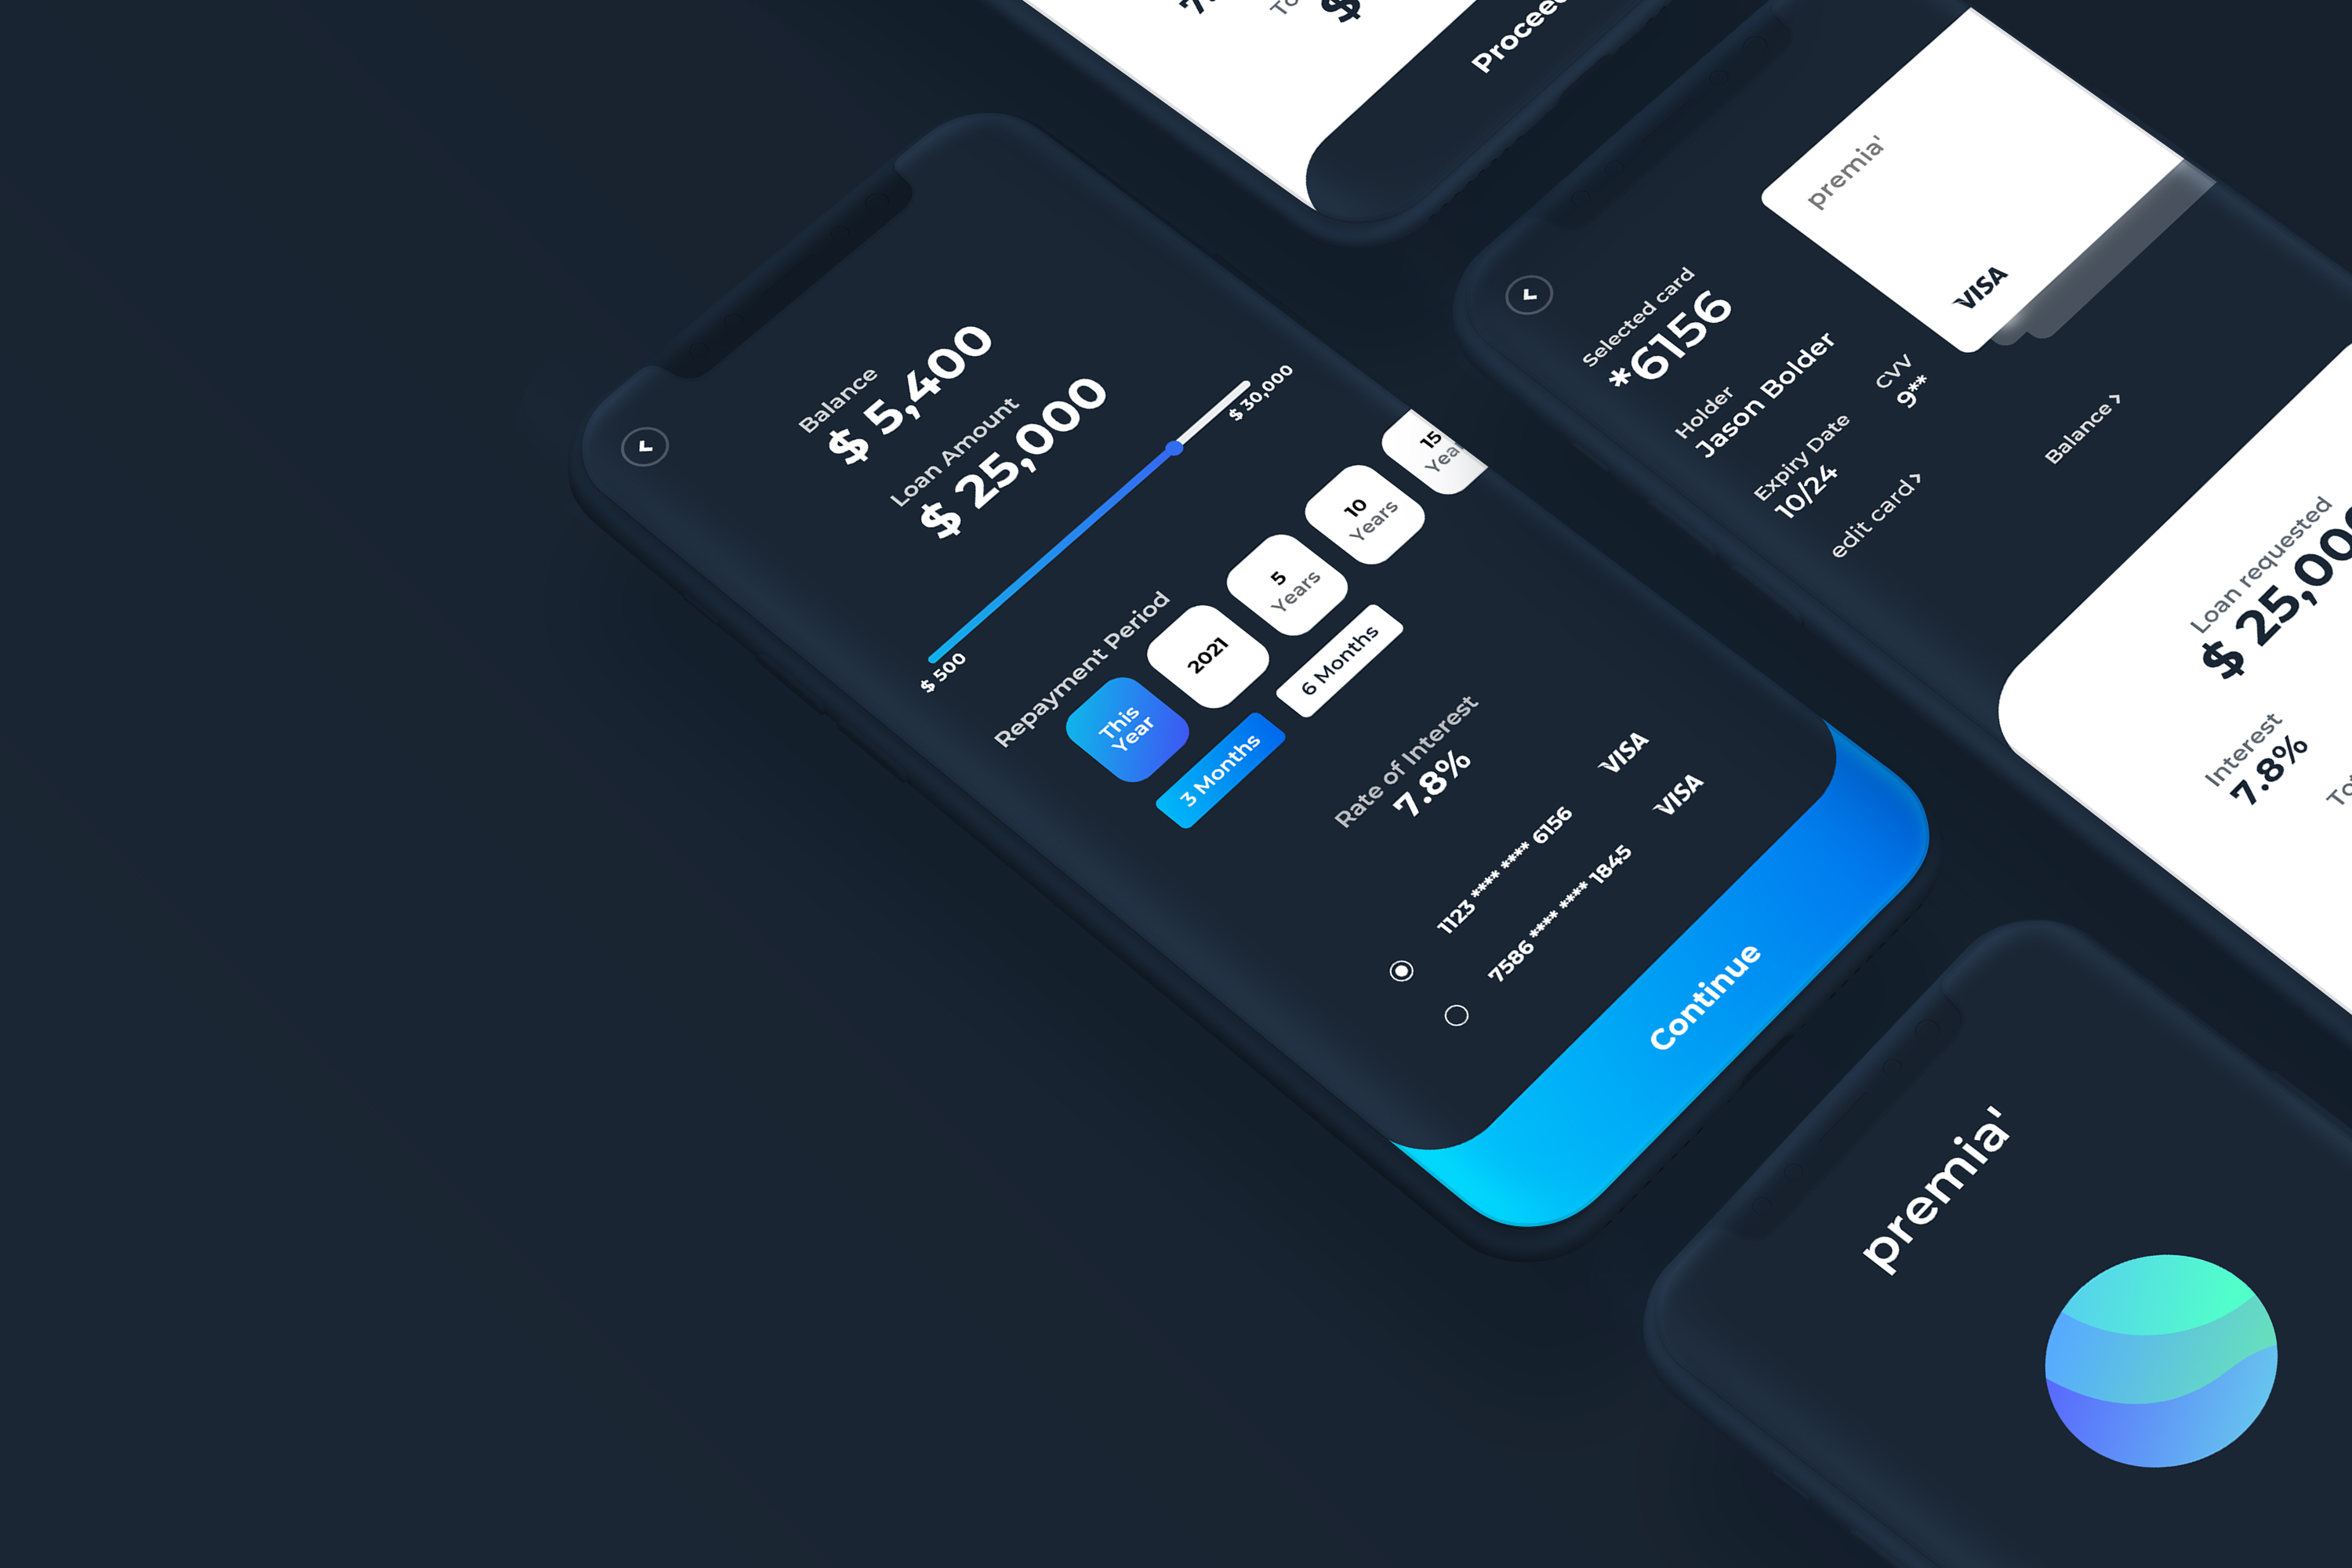 Proceed
Balance
$ 5,400
Loan Amount
$ 25,000
$ 500
$ 30,000
Repayment Period
This
Year
2021
5
Years
10
Years
15
3 Months
6 Months
Rate of Interest
7.8%
1123 **** **** 6156 VISA
7586 **** **** 1845 VISA
Continue
premia'
VISA
Selected card
*6156
Holder
Jason Bolder
Expiry Date
10/24
CVV
9**
edit card ›
Balance ›
Loan requested
$ 25,00
Interest
7.8%
premia'